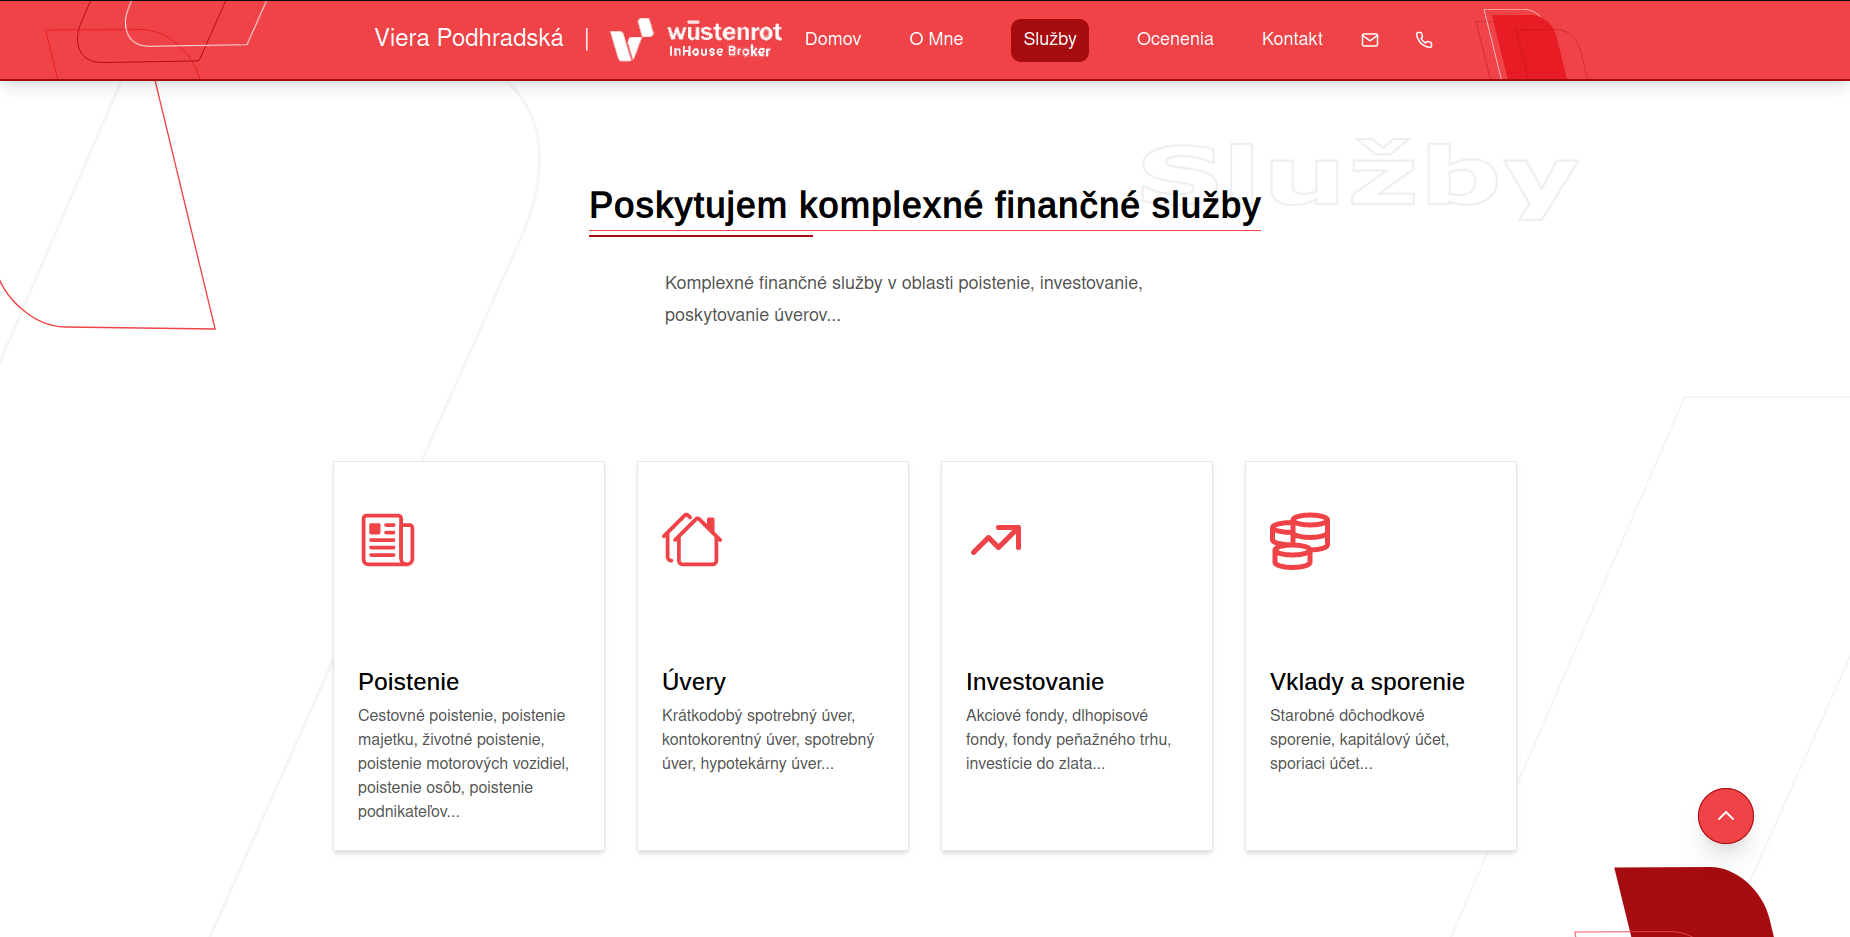 Viera Podhradská | wüstenrot
InHouse Broker
Domov O Mne Služby Ocenenia Kontakt
Služby
Poskytujem komplexné finančné služby
Komplexné finančné služby v oblasti poistenie, investovanie,
poskytovanie úverov...
Poistenie
Cestovné poistenie, poistenie
majetku, životné poistenie,
poistenie motorových vozidiel,
poistenie osôb, poistenie
podnikateľov...
Úvery
Krátkodobý spotrebný úver,
kontokorentný úver, spotrebný
úver, hypotekárny úver...
Investovanie
Akciové fondy, dlhopisové
fondy, fondy peňažného trhu,
investície do zlata...
Vklady a sporenie
Starobné dôchodkové
sporenie, kapitálový účet,
sporiaci účet...